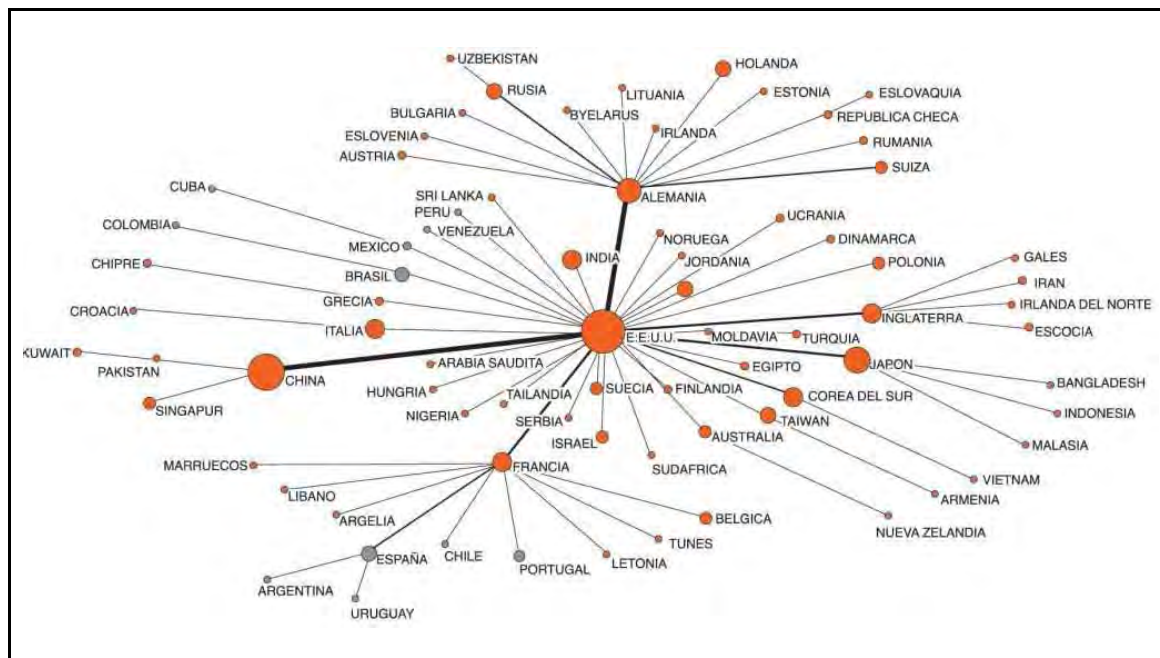 UZBEKISTAN
HOLANDA
RUSIA
LITUANIA
ESTONIA
ESLOVAQUIA
BULGARIA
BYELARUS
REPUBLICA CHECA
ESLOVENIA
IRLANDA
RUMANIA
AUSTRIA
SUIZA
CUBA
SRI LANKA
ALEMANIA
PERU
UCRANIA
COLOMBIA
VENEZUELA
NORUEGA
DINAMARCA
MEXICO
INDIA
JORDANIA
POLONIA
GALES
CHIPRE
BRASIL
IRAN
GRECIA
IRLANDA DEL NORTE
CROACIA
INGLATERRA
ITALIA
E.E.U.U.
MOLDAVIA
TURQUIA
ESCOCIA
KUWAIT
ARABIA SAUDITA
EGIPTO
JAPON
PAKISTAN
CHINA
HUNGRIA
TAILANDIA
SUECIA
FINLANDIA
COREA DEL SUR
BANGLADESH
SINGAPUR
NIGERIA
SERBIA
TAIWAN
INDONESIA
ISRAEL
AUSTRALIA
MALASIA
MARRUECOS
FRANCIA
SUDAFRICA
VIETNAM
LIBANO
ARMENIA
ARGELIA
BELGICA
NUEVA ZELANDIA
TUNES
ESPAÑA
CHILE
PORTUGAL
LETONIA
ARGENTINA
URUGUAY